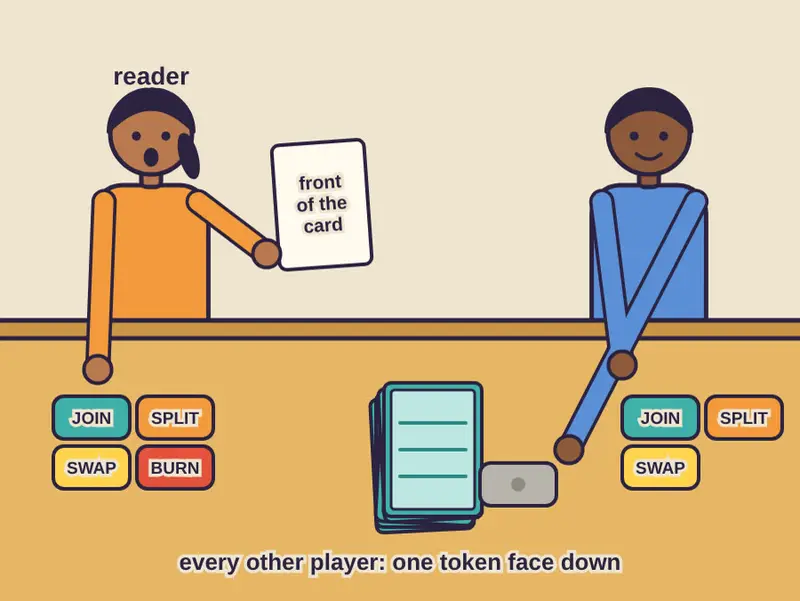 reader
front
of the
card
JOIN
SPLIT
SWAP
BURN
JOIN
SPLIT
SWAP
every other player: one token face down